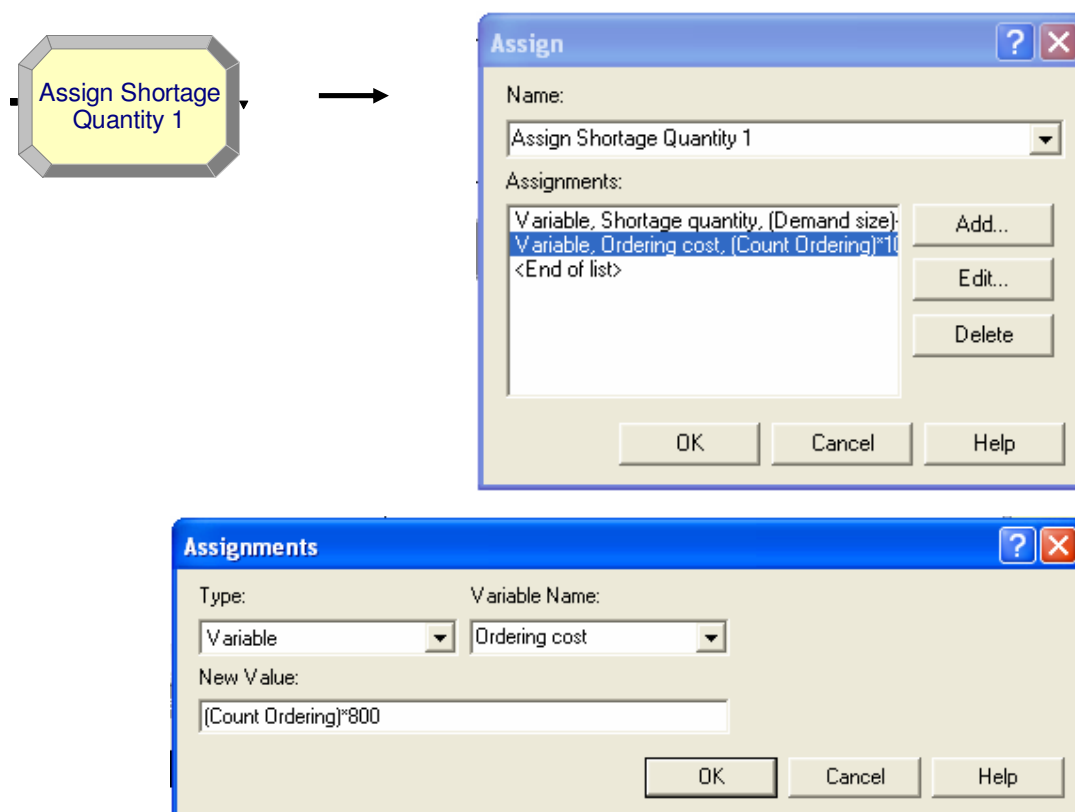 Assign Shortage
Quantity 1
Assign
Name:
Assign Shortage Quantity 1
Assignments:
Variable, Shortage quantity, (Demand size)-
Variable, Ordering cost, (Count Ordering)*10
<End of list>
Add...
Edit...
Delete
OK Cancel Help
Assignments
Type: Variable Name:
Variable Ordering cost
New Value:
(Count Ordering)*800
OK Cancel Help